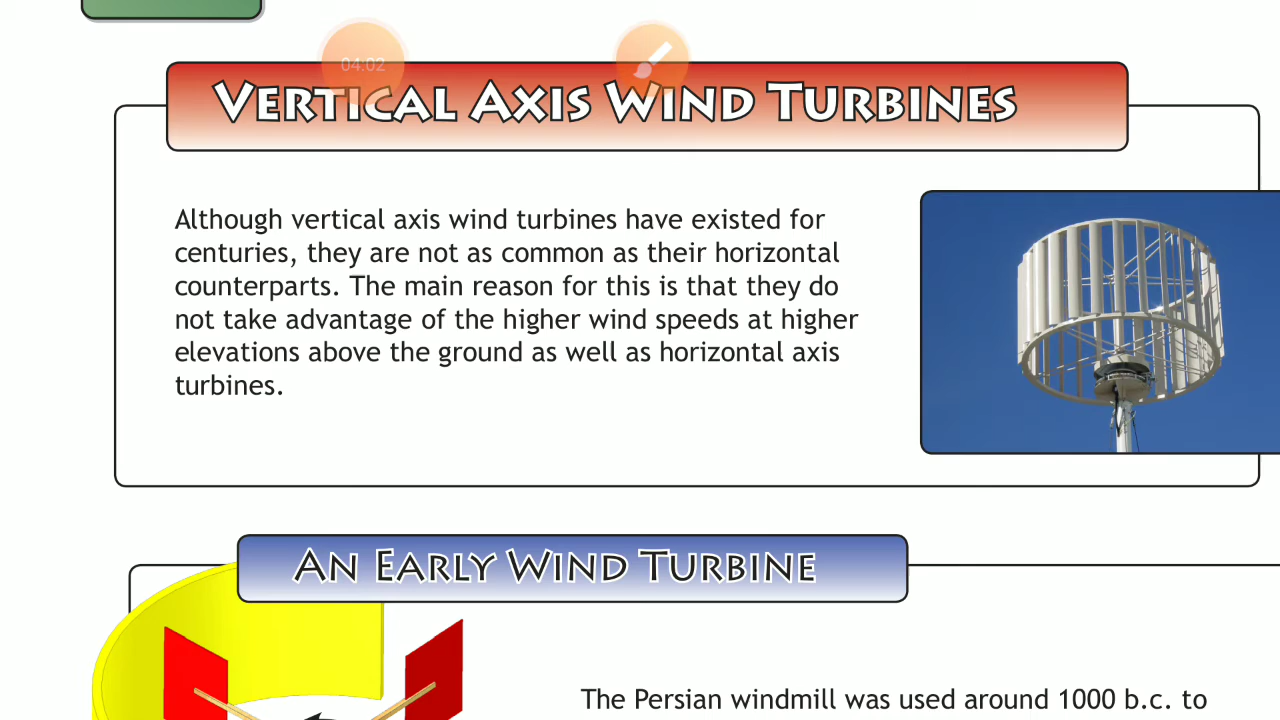 04:02
VERTICAL AXIS WIND TURBINES
Although vertical axis wind turbines have existed for
centuries, they are not as common as their horizontal
counterparts. The main reason for this is that they do
not take advantage of the higher wind speeds at higher
elevations above the ground as well as horizontal axis
turbines.
AN EARLY WIND TURBINE
The Persian windmill was used around 1000 b.c. to